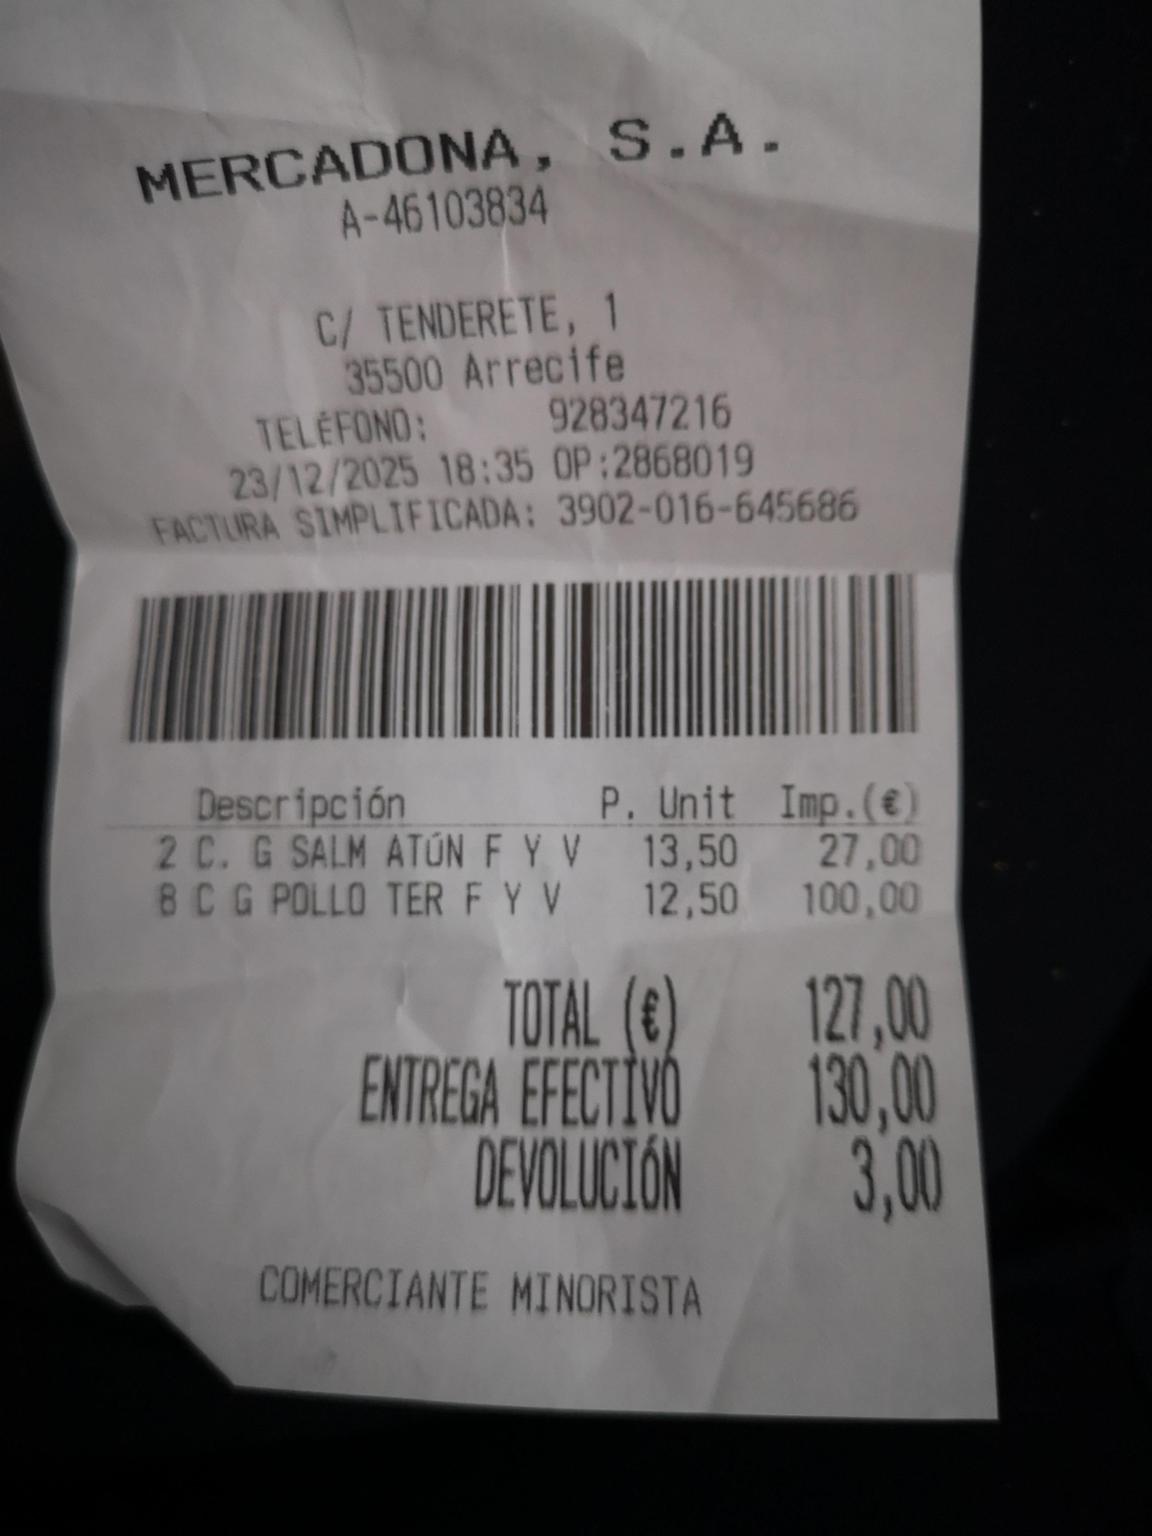 MERCADONA, S.A.
A-46103834
C/ TENDERETE, 1
35500 Arrecife
TELÉFONO: 928347216
23/12/2025 18:35 OP:2868019
FACTURA SIMPLIFICADA: 3902-016-645686
Descripción P. Unit Imp.(€)
2 C. G SALM ATÚN F Y V 13,50 27,00
8 C G POLLO TER F Y V 12,50 100,00
TOTAL (€) 127,00
ENTREGA EFECTIVO 130,00
DEVOLUCIÓN 3,00
COMERCIANTE MINORISTA